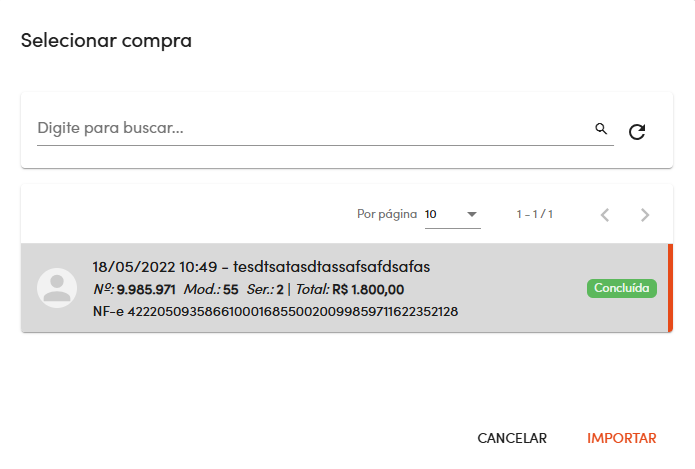 Selecionar compra
Digite para buscar...
Por página 10 1 - 1 / 1
18/05/2022 10:49 - tesdtsatasdtassafsafdsafas
Nº: 9.985.971 Mod.: 55 Ser.: 2 | Total: R$ 1.800,00
Concluída
NF-e 42220509358661000168550020099859711622352128
CANCELAR IMPORTAR